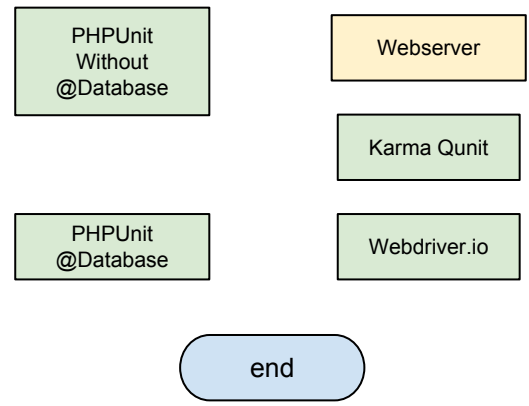 PHPUnit
Without
@Database
Webserver
Karma Qunit
PHPUnit
@Database
Webdriver.io
end